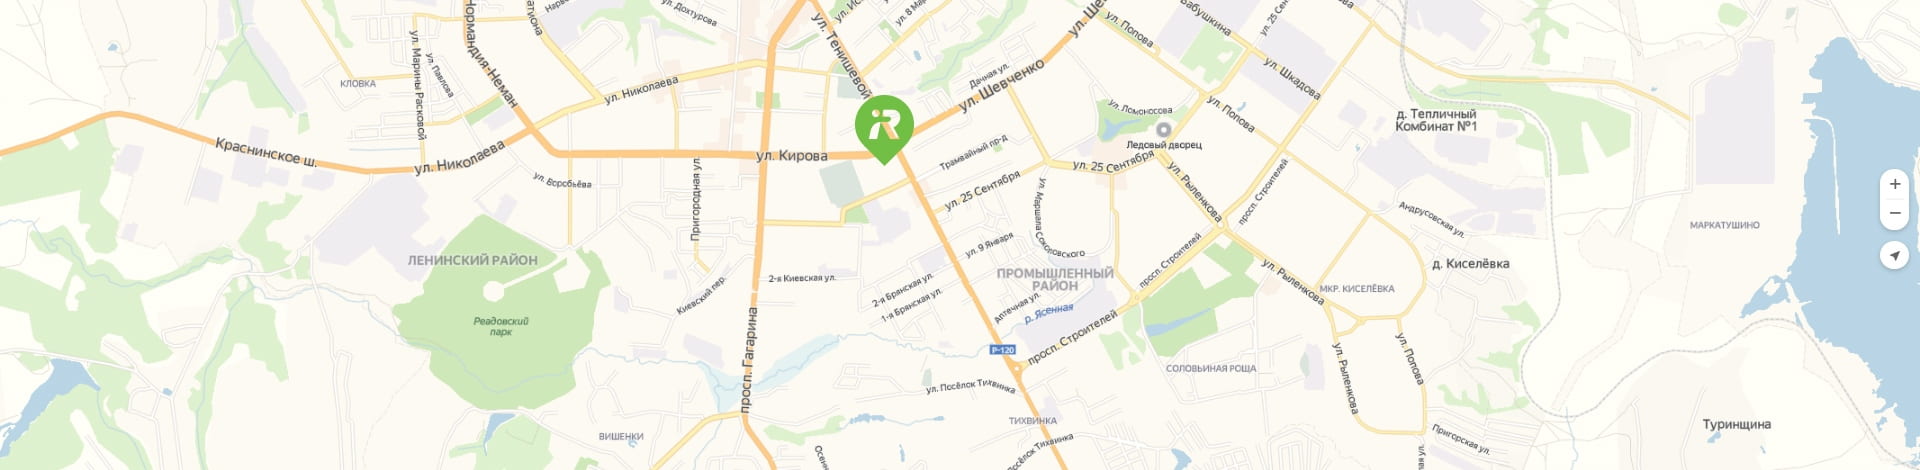 ул. Дохтурова
ул. 8 Мар
ул. Попова
Бабушкина
ул. 25 Сен
Нормандия-Неман
ул. Марины Расковой
ул. Павлова
КЛОВКА
ул. Николаева
ул. Тенишевой
Дачная ул.
ул. Шевченко
ул. Шкадова
ул. Попова
ул. Ломоносова
д. Тепличный
Комбинат №1
Ледовый дворец
Краснинское ш.
ул. Николаева
ул. Кирова
R
Трамвайный пр-д
ул. 25 Сентября
ул. 25 Сентября
ул. Воробьёва
Пригородная ул.
ул. Маршала Соколовского
ул. Рыленкова
просп. Строителей
Андрусовская ул.
МАРКАТУШИНО
ЛЕНИНСКИЙ РАЙОН
ул. 9 Января
2-я Киевская ул.
Киевский пер.
2-я Брянская ул.
1-я Брянская ул.
ПРОМЫШЛЕННЫЙ
РАЙОН
Аптечная ул.
р. Ясенная
просп. Строителей
ул. Рыленкова
МКР. КИСЕЛЁВКА
д. Киселёвка
Реадовский
парк
просп. Гагарина
Р-120
просп. Строителей
СОЛОВЬИНАЯ РОЩА
ул. Рыленкова
ул. Попова
ул. Посёлок Тихвинка
ТИХВИНКА
Посёлок Тихвинка
ВИШЕНКИ
Осенн
Пригорская ул.
Туринщина
+
−